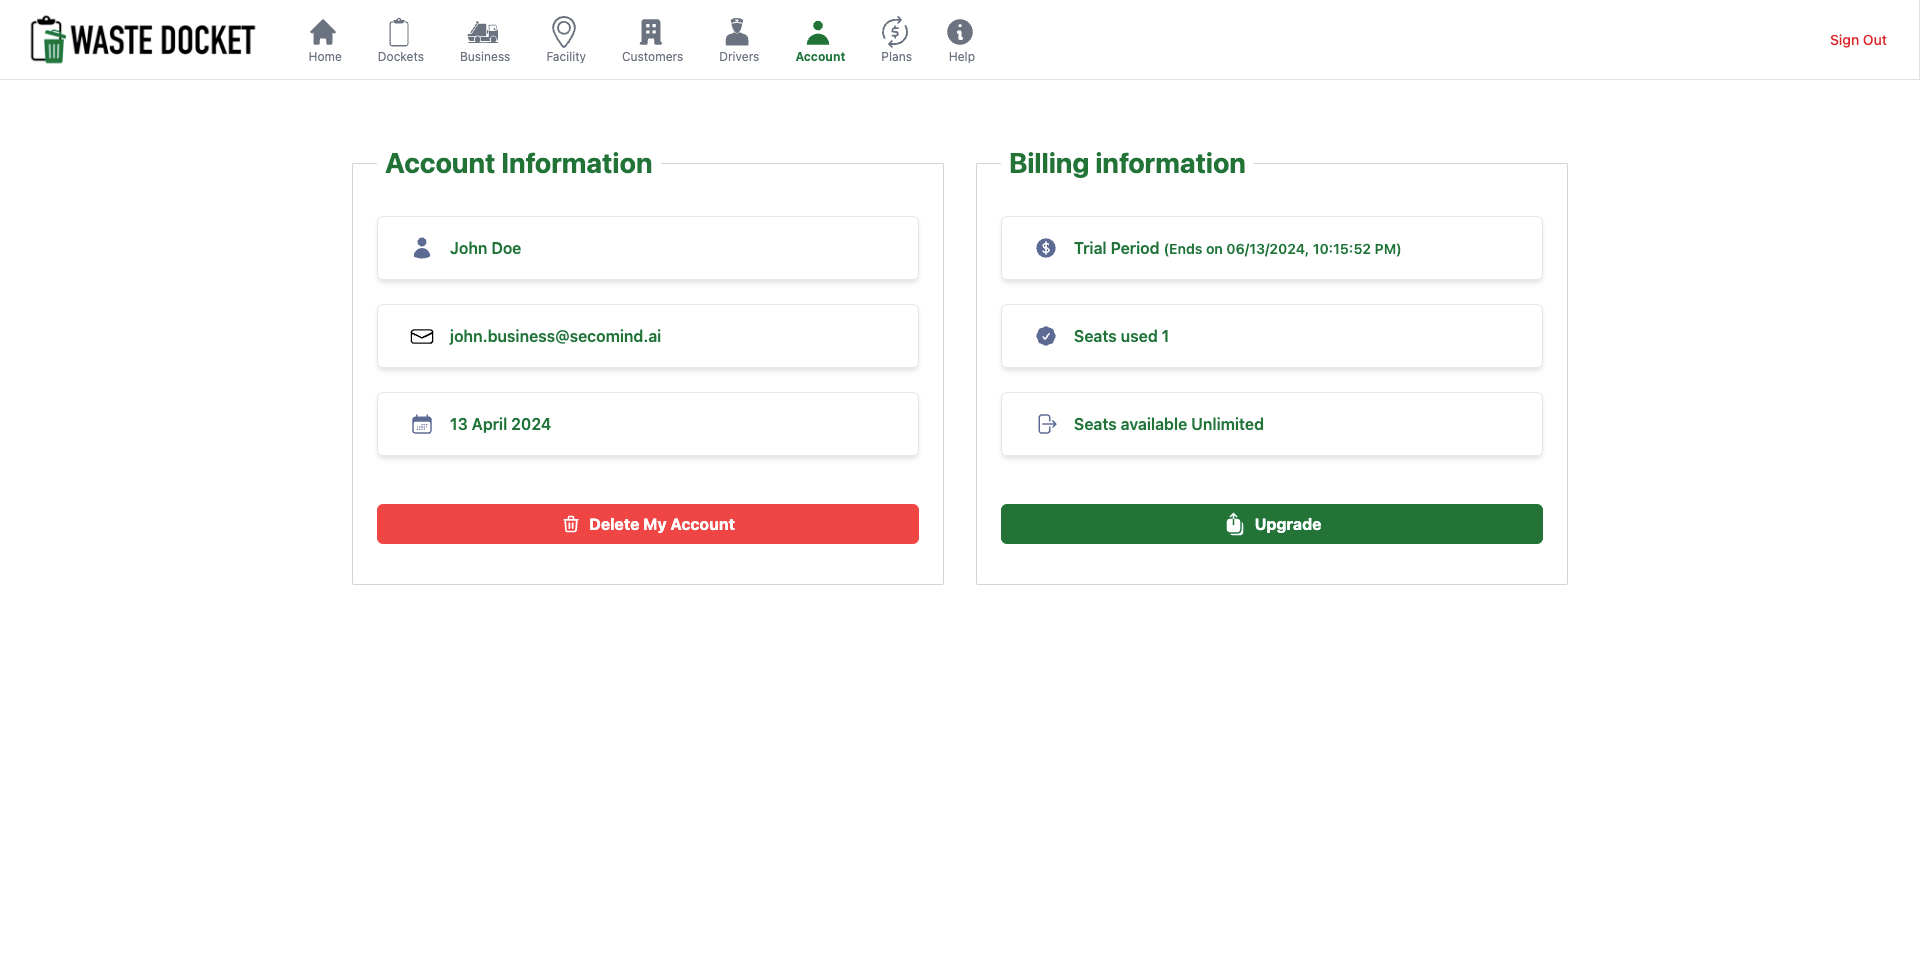 WASTE DOCKET
Home
Dockets
Business
Facility
Customers
Drivers
Account
Plans
Help
Sign Out
Account Information
John Doe
john.business@secomind.ai
13 April 2024
Delete My Account
Billing information
Trial Period (Ends on 06/13/2024, 10:15:52 PM)
Seats used 1
Seats available Unlimited
Upgrade